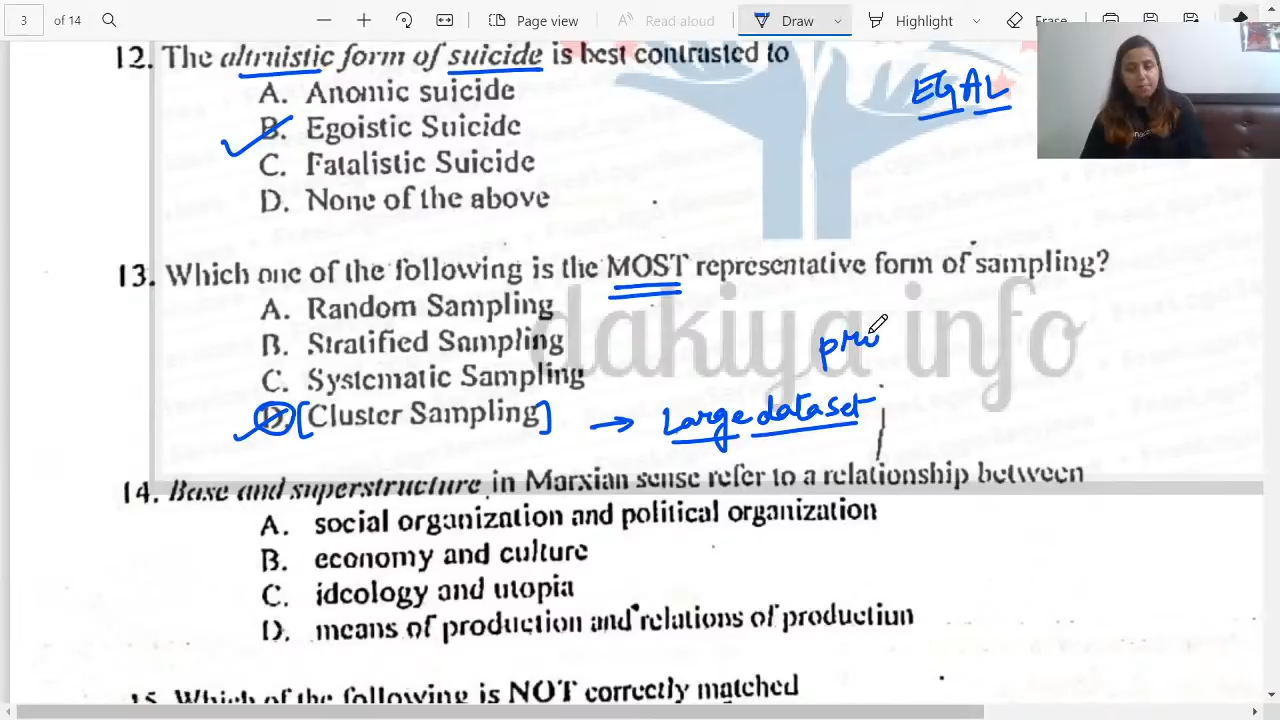 3 of 14 Page view Read aloud Draw Highlight Erase
12. The altruistic form of suicide is best contrasted to
EGAL
A. Anomic suicide
B. Egoistic Suicide
C. Fatalistic Suicide
D. None of the above
13. Which one of the following is the MOST representative form of sampling?
A. Random Sampling
B. Stratified Sampling
C. Systematic Sampling
D. [Cluster Sampling] → Large dataset
dakiya info
14. Base and superstructure in Marxian sense refer to a relationship between
A. social organization and political organization
B. economy and culture
C. ideology and utopia
D. means of production and relations of production
15. Which of the following is NOT correctly matched